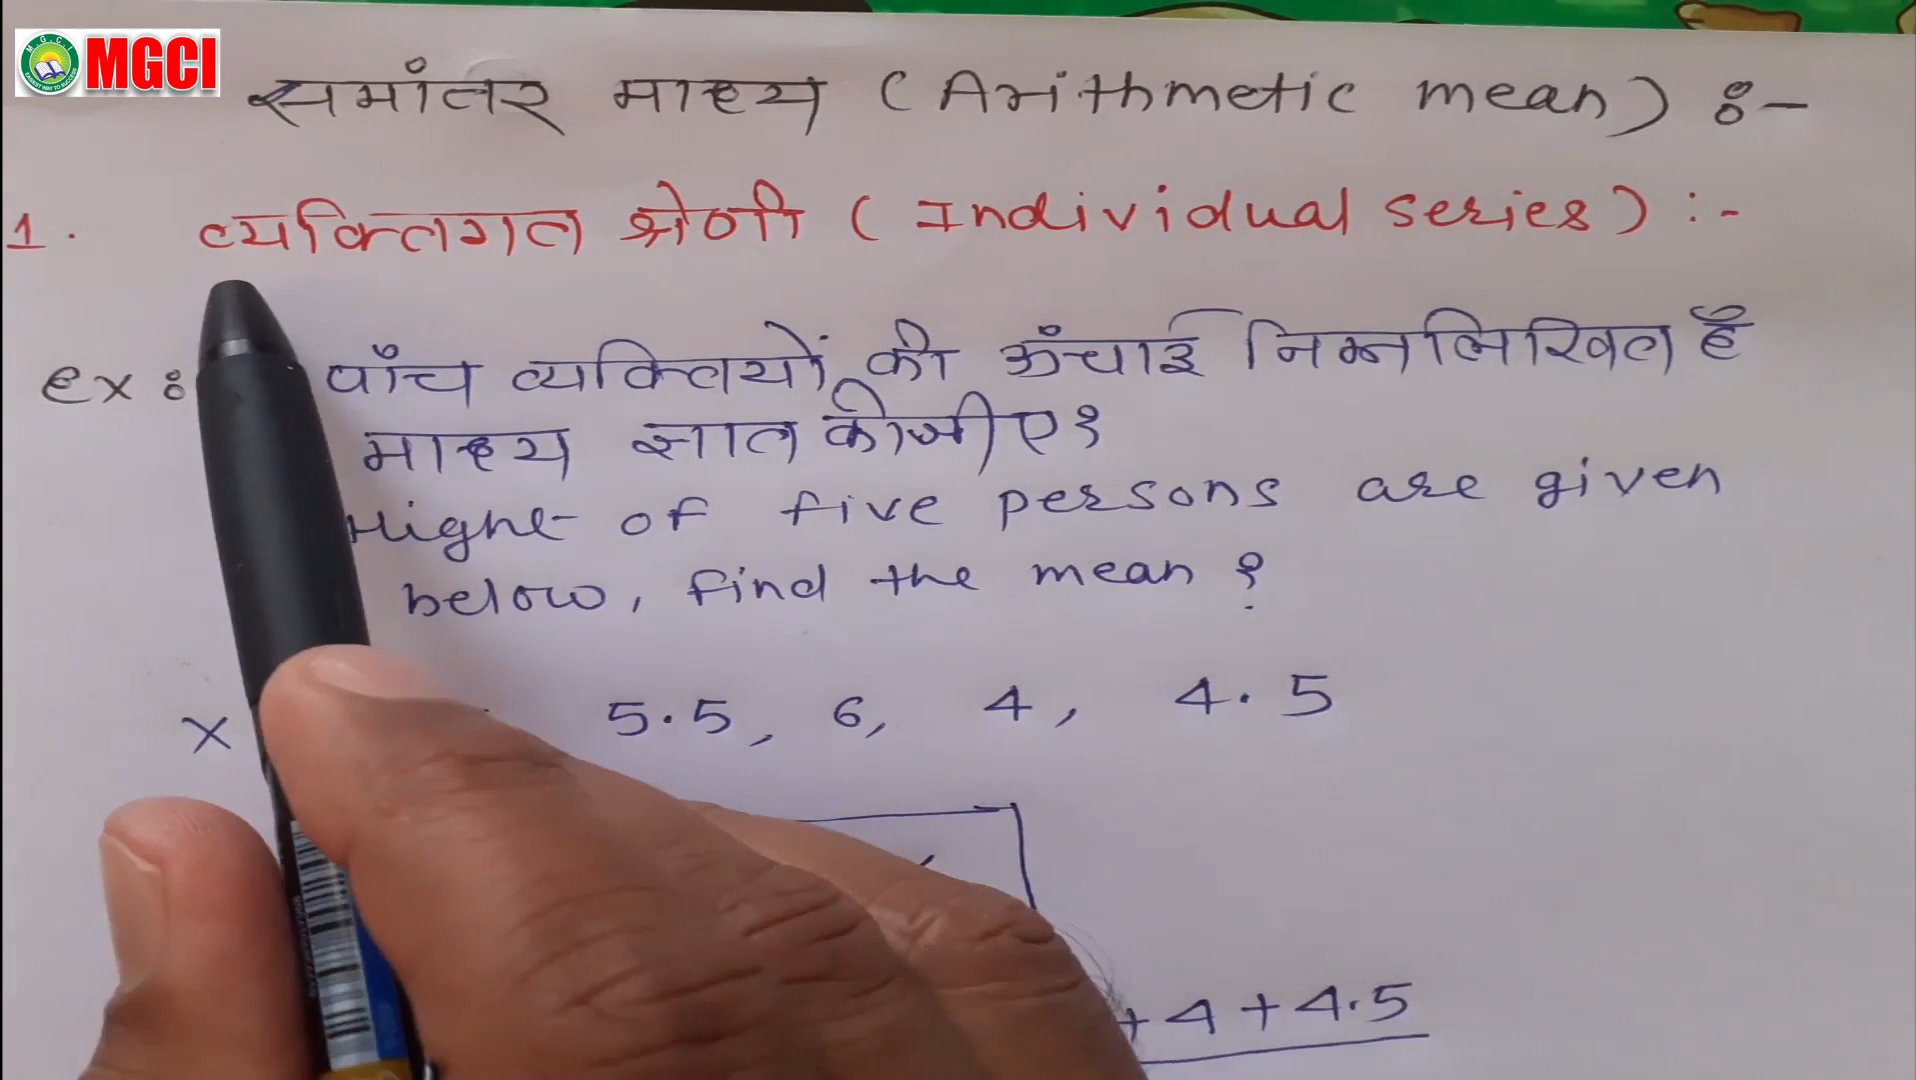 MGCI
समांतर माध्य (Arithmetic mean) :-
1. व्यक्तिगत श्रेणी (Individual series) :-
ex: पाँच व्यक्तियों की ऊँचाई निम्नलिखित है
माध्य ज्ञात कीजीए?
Hight of five persons are given
below, find the mean ?
X 5.5, 6, 4, 4.5
+ 4 + 4.5